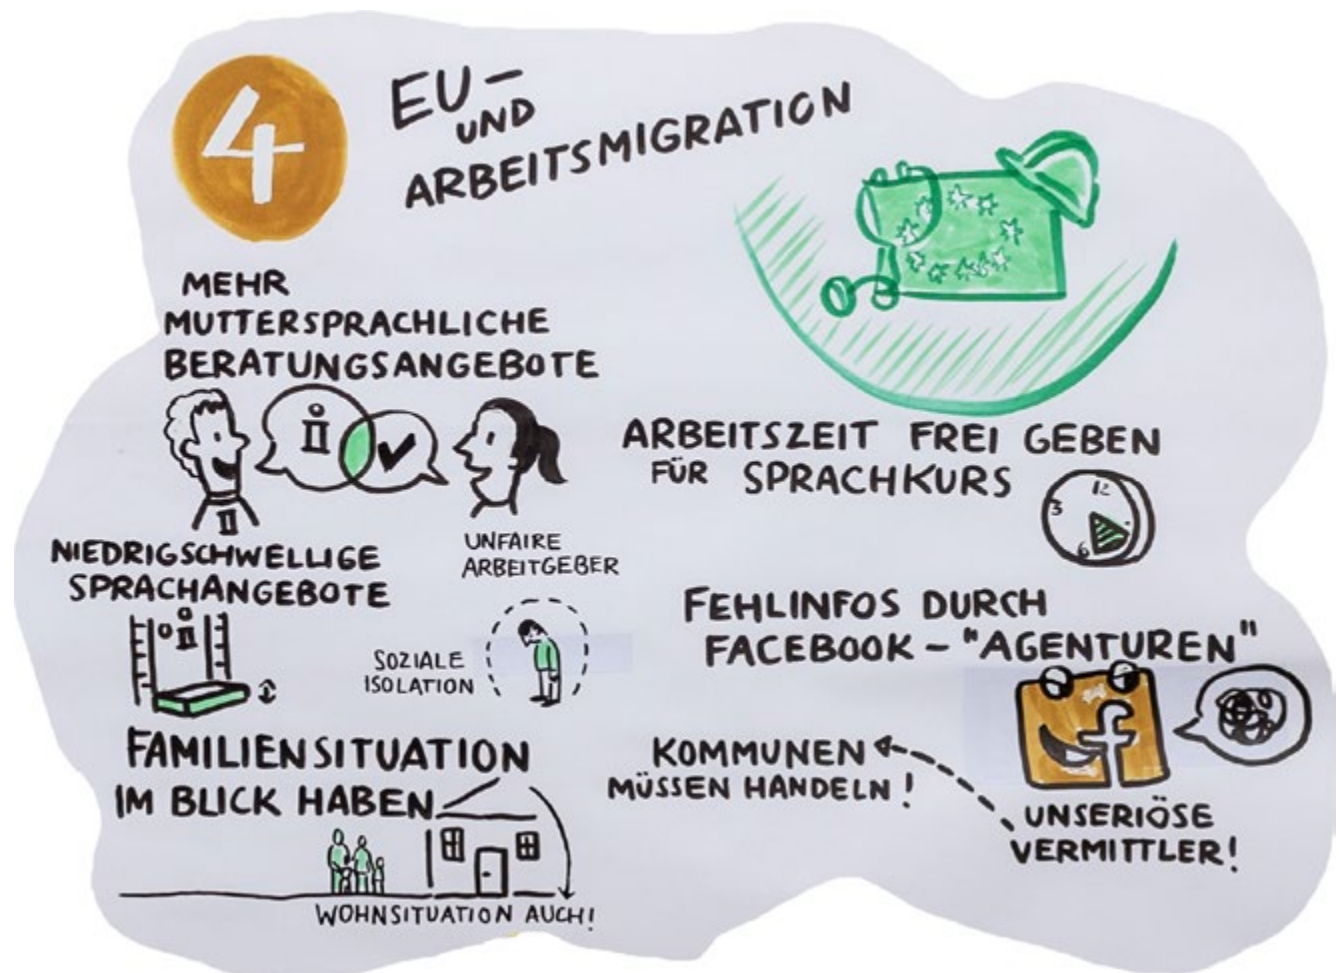 4
EU-
UND
ARBEITSMIGRATION
MEHR
MUTTERSPRACHLICHE
BERATUNGSANGEBOTE
i
i
NIEDRIGSCHWELLIGE
SPRACHANGEBOTE
i
UNFAIRE
ARBEITGEBER
SOZIALE
ISOLATION
FAMILIENSITUATION
IM BLICK HABEN
WOHNSITUATION AUCH!
ARBEITSZEIT FREI GEBEN
FÜR SPRACHKURS
12
3
6
FEHLINFOS DURCH
FACEBOOK - "AGENTUREN"
f
KOMMUNEN
MÜSSEN HANDELN!
UNSERIÖSE
VERMITTLER!